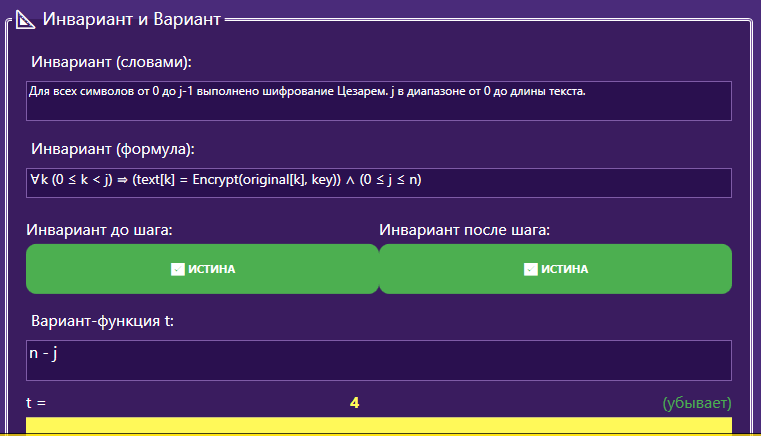 Инвариант и Вариант
Инвариант (словами):
Для всех символов от 0 до j-1 выполнено шифрование Цезарем. j в диапазоне от 0 до длины текста.
Инвариант (формула):
∀k (0 ≤ k < j) ⇒ (text[k] = Encrypt(original[k], key)) ∧ (0 ≤ j ≤ n)
Инвариант до шага: Инвариант после шага:
ИСТИНА ИСТИНА
Вариант-функция t:
n - j
t = 4 (убывает)